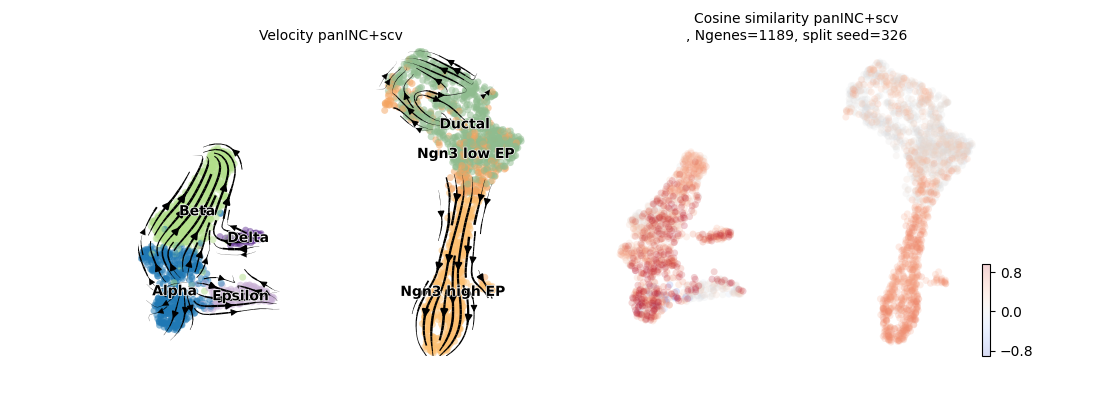 Velocity panINC+scv
Ductal
Ngn3 low EP
Beta
Delta
Alpha
Epsilon
Ngn3 high EP
Cosine similarity panINC+scv
, Ngenes=1189, split seed=326
0.8
0.0
−0.8